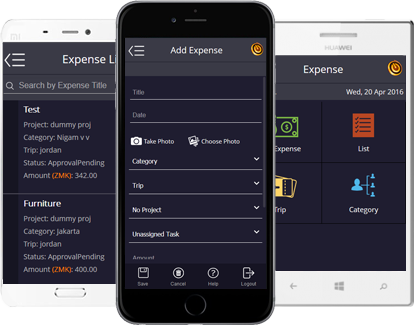 MI
Expense Li
Search by Expense Title
Test
Project: dummy proj
Category: Nigam v v
Trip: jordan
Status: ApprovalPending
Amount (ZMK): 342.00
Furniture
Project: dummy proj
Category: Jakarta
Trip: jordan
Status: ApprovalPending
Amount (ZMK): 400.00
Add Expense
Title
Date
Take Photo
Choose Photo
Category
Trip
No Project
Unassigned Task
Amount
Save
Cancel
Help
Logout
HUAWEI
Expense
Wed, 20 Apr 2016
Expense
List
Trip
Category